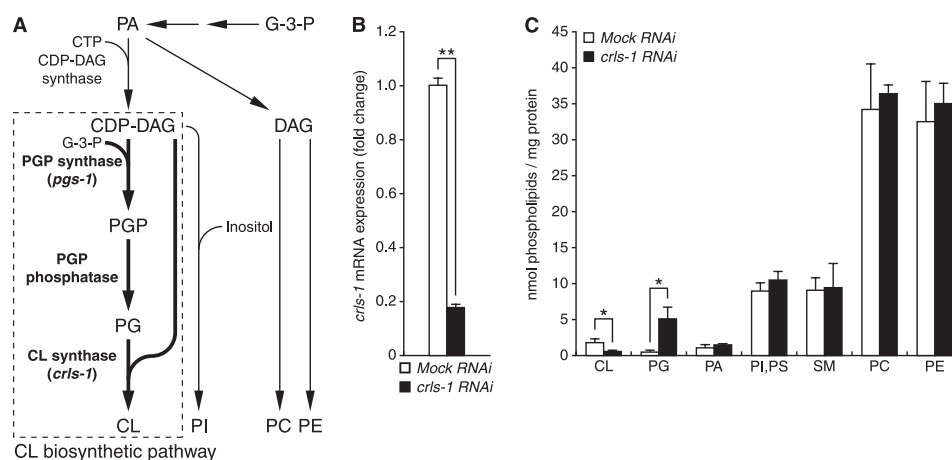 A
PA
G-3-P
CTP
CDP-DAG
synthase
CDP-DAG
DAG
G-3-P
PGP synthase
(pgs-1)
PGP
Inositol
PGP
phosphatase
PG
CL synthase
(crls-1)
CL
PI
PC
PE
CL biosynthetic pathway
B
crls-1 mRNA expression (fold change)
1.2
1.0
0.8
0.6
0.4
0.2
0
**
Mock RNAi
crls-1 RNAi
C
Mock RNAi
crls-1 RNAi
nmol phospholipids / mg protein
45
40
35
30
25
20
15
10
5
0
*
*
CL
PG
PA
PI,PS
SM
PC
PE